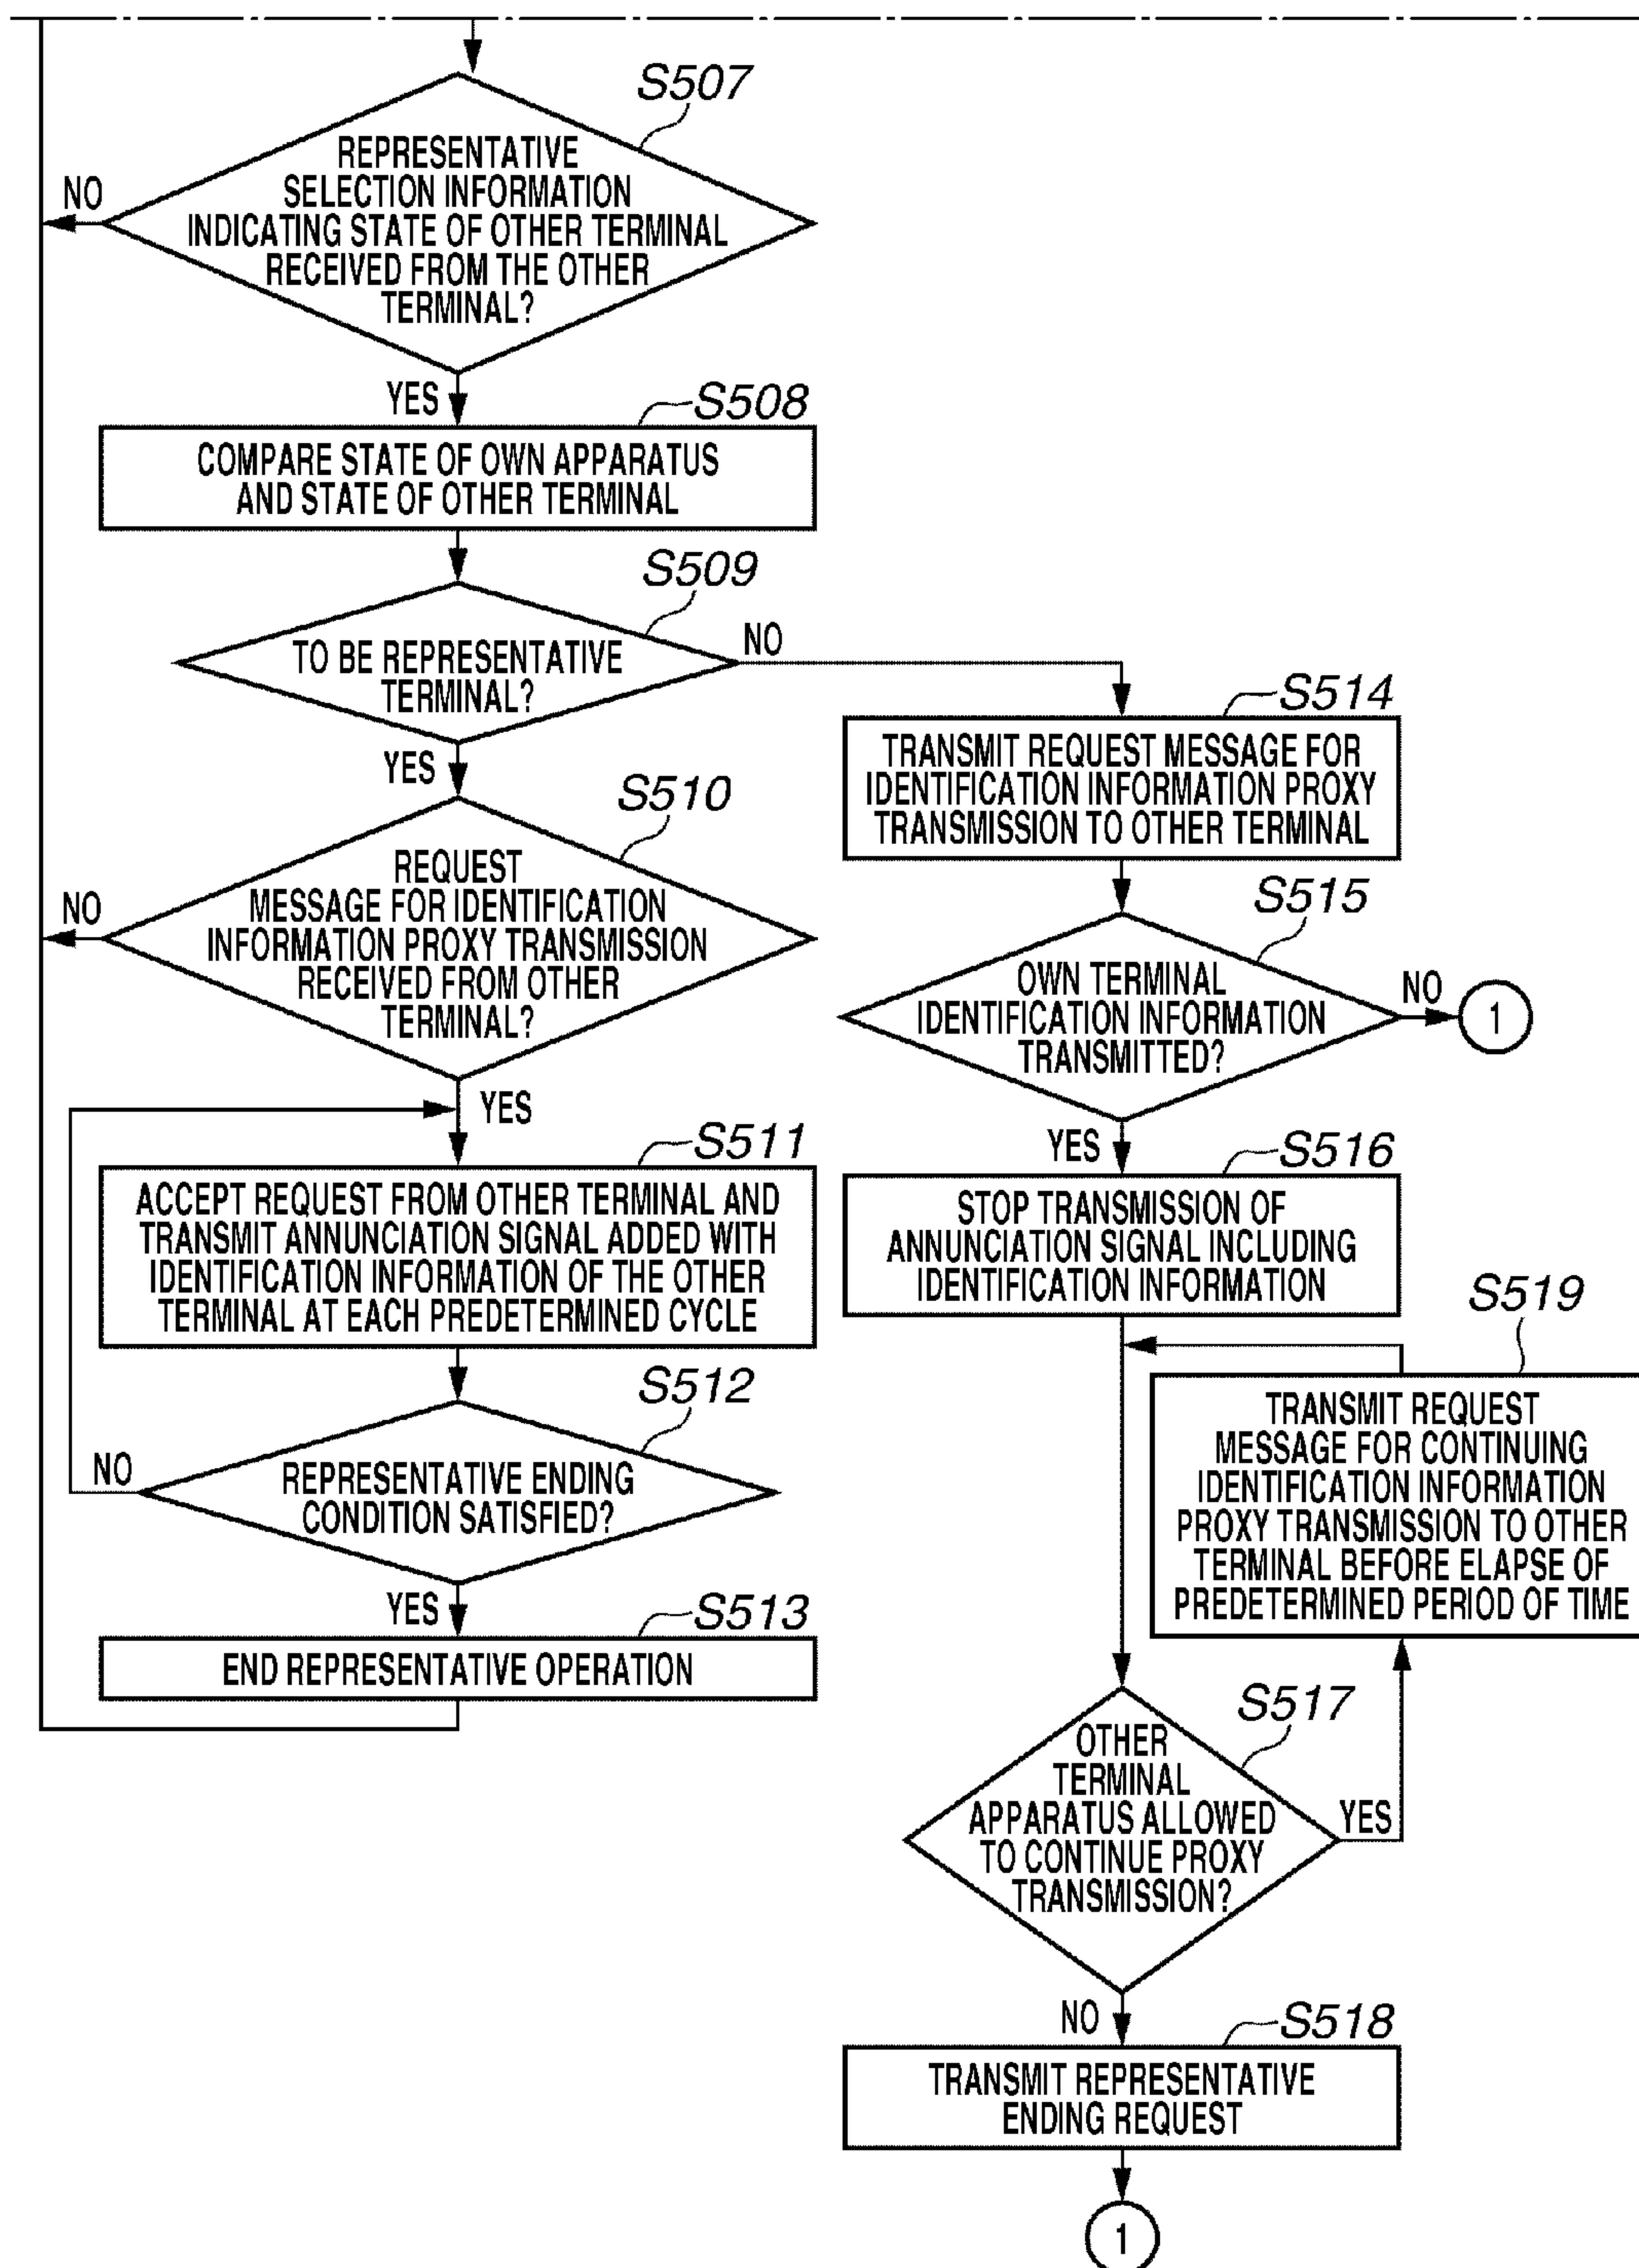 S507
REPRESENTATIVE
SELECTION INFORMATION
INDICATING STATE OF OTHER TERMINAL
RECEIVED FROM THE OTHER
TERMINAL?
NO
YES
S508
COMPARE STATE OF OWN APPARATUS
AND STATE OF OTHER TERMINAL
S509
TO BE REPRESENTATIVE
TERMINAL?
NO
YES
S510
REQUEST
MESSAGE FOR IDENTIFICATION
INFORMATION PROXY TRANSMISSION
RECEIVED FROM OTHER
TERMINAL?
NO
YES
S511
ACCEPT REQUEST FROM OTHER TERMINAL AND
TRANSMIT ANNUNCIATION SIGNAL ADDED WITH
IDENTIFICATION INFORMATION OF THE OTHER
TERMINAL AT EACH PREDETERMINED CYCLE
S512
REPRESENTATIVE ENDING
CONDITION SATISFIED?
NO
YES
S513
END REPRESENTATIVE OPERATION
S514
TRANSMIT REQUEST MESSAGE FOR
IDENTIFICATION INFORMATION PROXY
TRANSMISSION TO OTHER TERMINAL
S515
OWN TERMINAL
IDENTIFICATION INFORMATION
TRANSMITTED?
NO
1
YES
S516
STOP TRANSMISSION OF
ANNUNCIATION SIGNAL INCLUDING
IDENTIFICATION INFORMATION
S519
TRANSMIT REQUEST
MESSAGE FOR CONTINUING
IDENTIFICATION INFORMATION
PROXY TRANSMISSION TO OTHER
TERMINAL BEFORE ELAPSE OF
PREDETERMINED PERIOD OF TIME
S517
OTHER
TERMINAL
APPARATUS ALLOWED
TO CONTINUE PROXY
TRANSMISSION?
YES
NO
S518
TRANSMIT REPRESENTATIVE
ENDING REQUEST
1